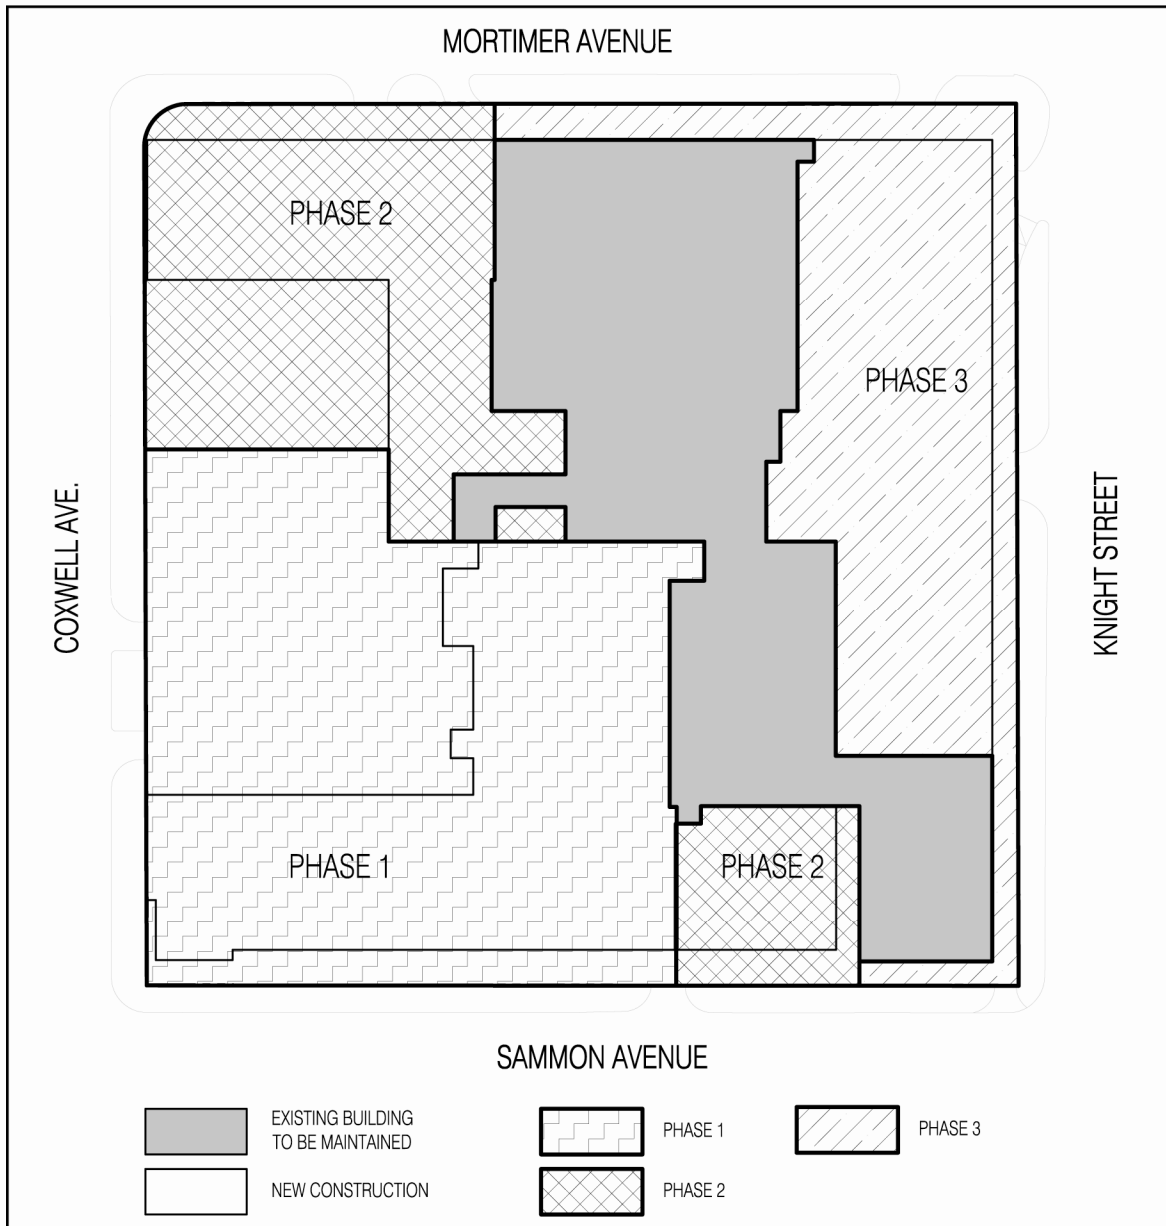 MORTIMER AVENUE
PHASE 2
PHASE 3
COXWELL AVE.
KNIGHT STREET
PHASE 1
PHASE 2
SAMMON AVENUE
EXISTING BUILDING
TO BE MAINTAINED
PHASE 1
PHASE 3
NEW CONSTRUCTION
PHASE 2